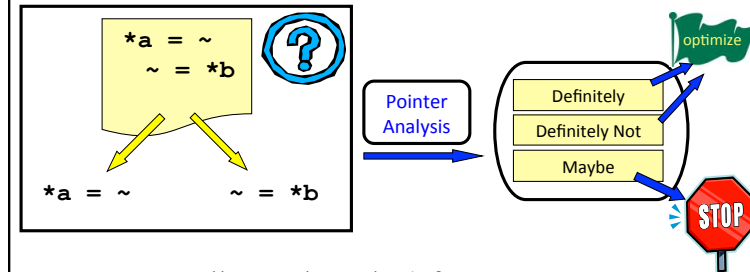 *a = ~
~ = *b
?
*a = ~
~ = *b
Pointer
Analysis
Definitely
Definitely Not
Maybe
optimize
STOP